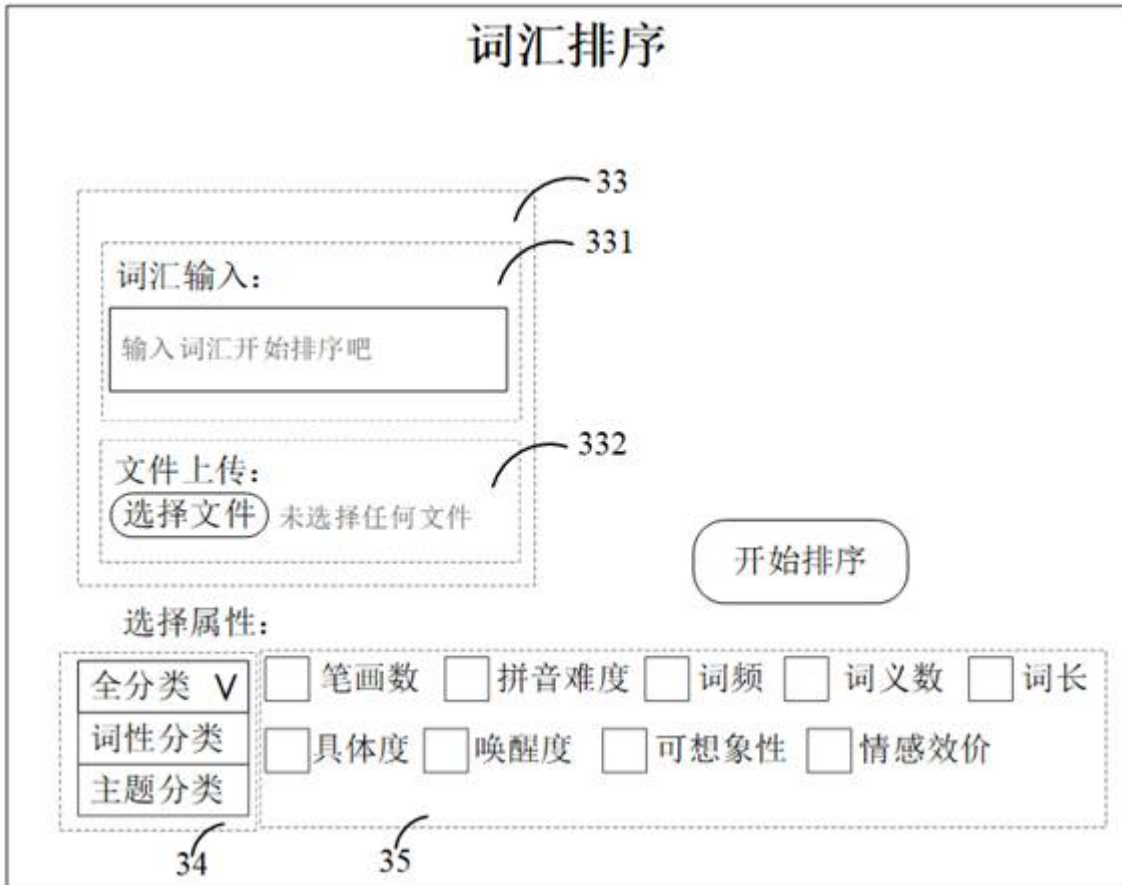 词汇排序
33
331
词汇输入：
输入词汇开始排序吧
332
文件上传：
选择文件 未选择任何文件
开始排序
选择属性：
全分类 V
词性分类
主题分类
笔画数 拼音难度 词频 词义数 词长
具体度 唤醒度 可想象性 情感效价
34
35